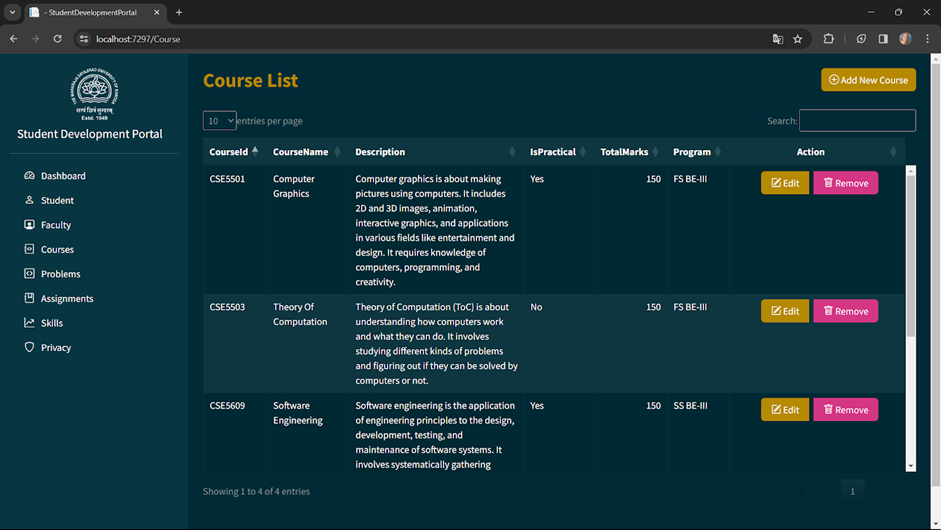 - StudentDevelopmentPortal
localhost:7297/Course
Estd. 1949
Student Development Portal
Dashboard
Student
Faculty
Courses
Problems
Assignments
Skills
Privacy
Course List
Add New Course
10 entries per page
Search:
CourseId CourseName Description IsPractical TotalMarks Program Action
CSE5501 Computer Graphics Computer graphics is about making Yes 150 FS BE-III Edit Remove
pictures using computers. It includes
2D and 3D images, animation,
interactive graphics, and applications
in various fields like entertainment and
design. It requires knowledge of
computers, programming, and
creativity.
CSE5503 Theory Of Computation Theory of Computation (ToC) is about No 150 FS BE-III Edit Remove
understanding how computers work
and what they can do. It involves
studying different kinds of problems
and figuring out if they can be solved by
computers or not.
CSE5609 Software Engineering Software engineering is the application Yes 150 SS BE-III Edit Remove
of engineering principles to the design,
development, testing, and
maintenance of software systems. It
involves systematically gathering
Showing 1 to 4 of 4 entries
1